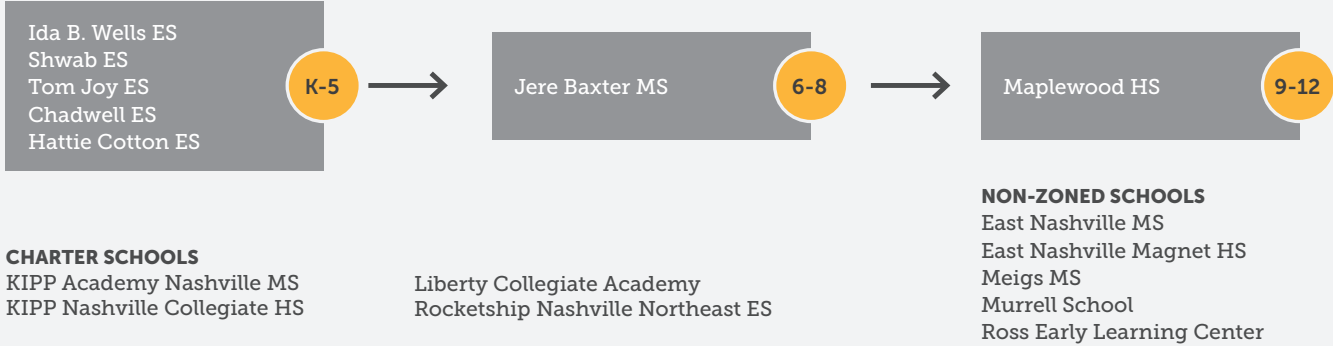 Ida B. Wells ES
Shwab ES
Tom Joy ES
Chadwell ES
Hattie Cotton ES
K-5
Jere Baxter MS
6-8
Maplewood HS
9-12
CHARTER SCHOOLS
KIPP Academy Nashville MS
KIPP Nashville Collegiate HS
Liberty Collegiate Academy
Rocketship Nashville Northeast ES
NON-ZONED SCHOOLS
East Nashville MS
East Nashville Magnet HS
Meigs MS
Murrell School
Ross Early Learning Center